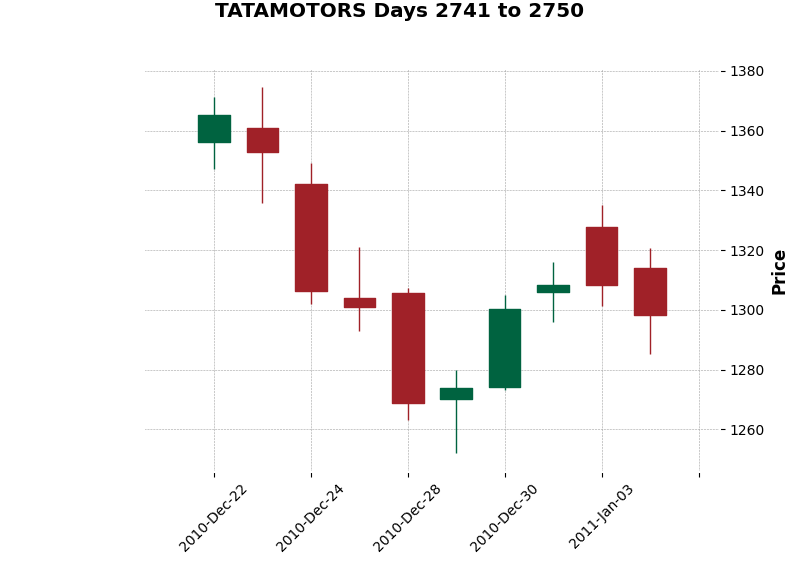 TATAMOTORS Days 2741 to 2750
1380
1360
1340
1320
1300
1280
1260
Price
2010-Dec-22
2010-Dec-24
2010-Dec-28
2010-Dec-30
2011-Jan-03